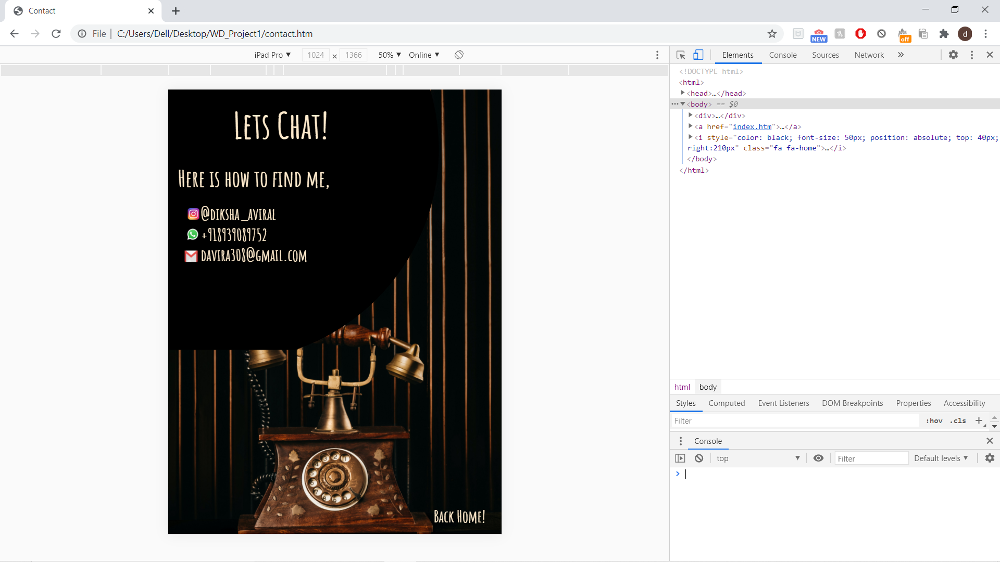 Contact
File
C:/Users/Dell/Desktop/WD_Project1/contact.htm
NEW
off
d
iPad Pro
1024 x 1366
50%
Online
Elements Console Sources Network
<!DOCTYPE html>
<html>
<head>…</head>
<body> == $0
<div>…</div>
<a href="index.htm">…</a>
<i style="color: black; font-size: 50px; position: absolute; top: 40px;
right:210px" class="fa fa-home">…</i>
</body>
</html>
Lets Chat!
Here is how to find me,
@diksha_aviral
+918939089752
davira308@gmail.com
Back Home!
html body
Styles Computed Event Listeners DOM Breakpoints Properties Accessibility
Filter
:hov .cls
Console
top
Filter
Default levels